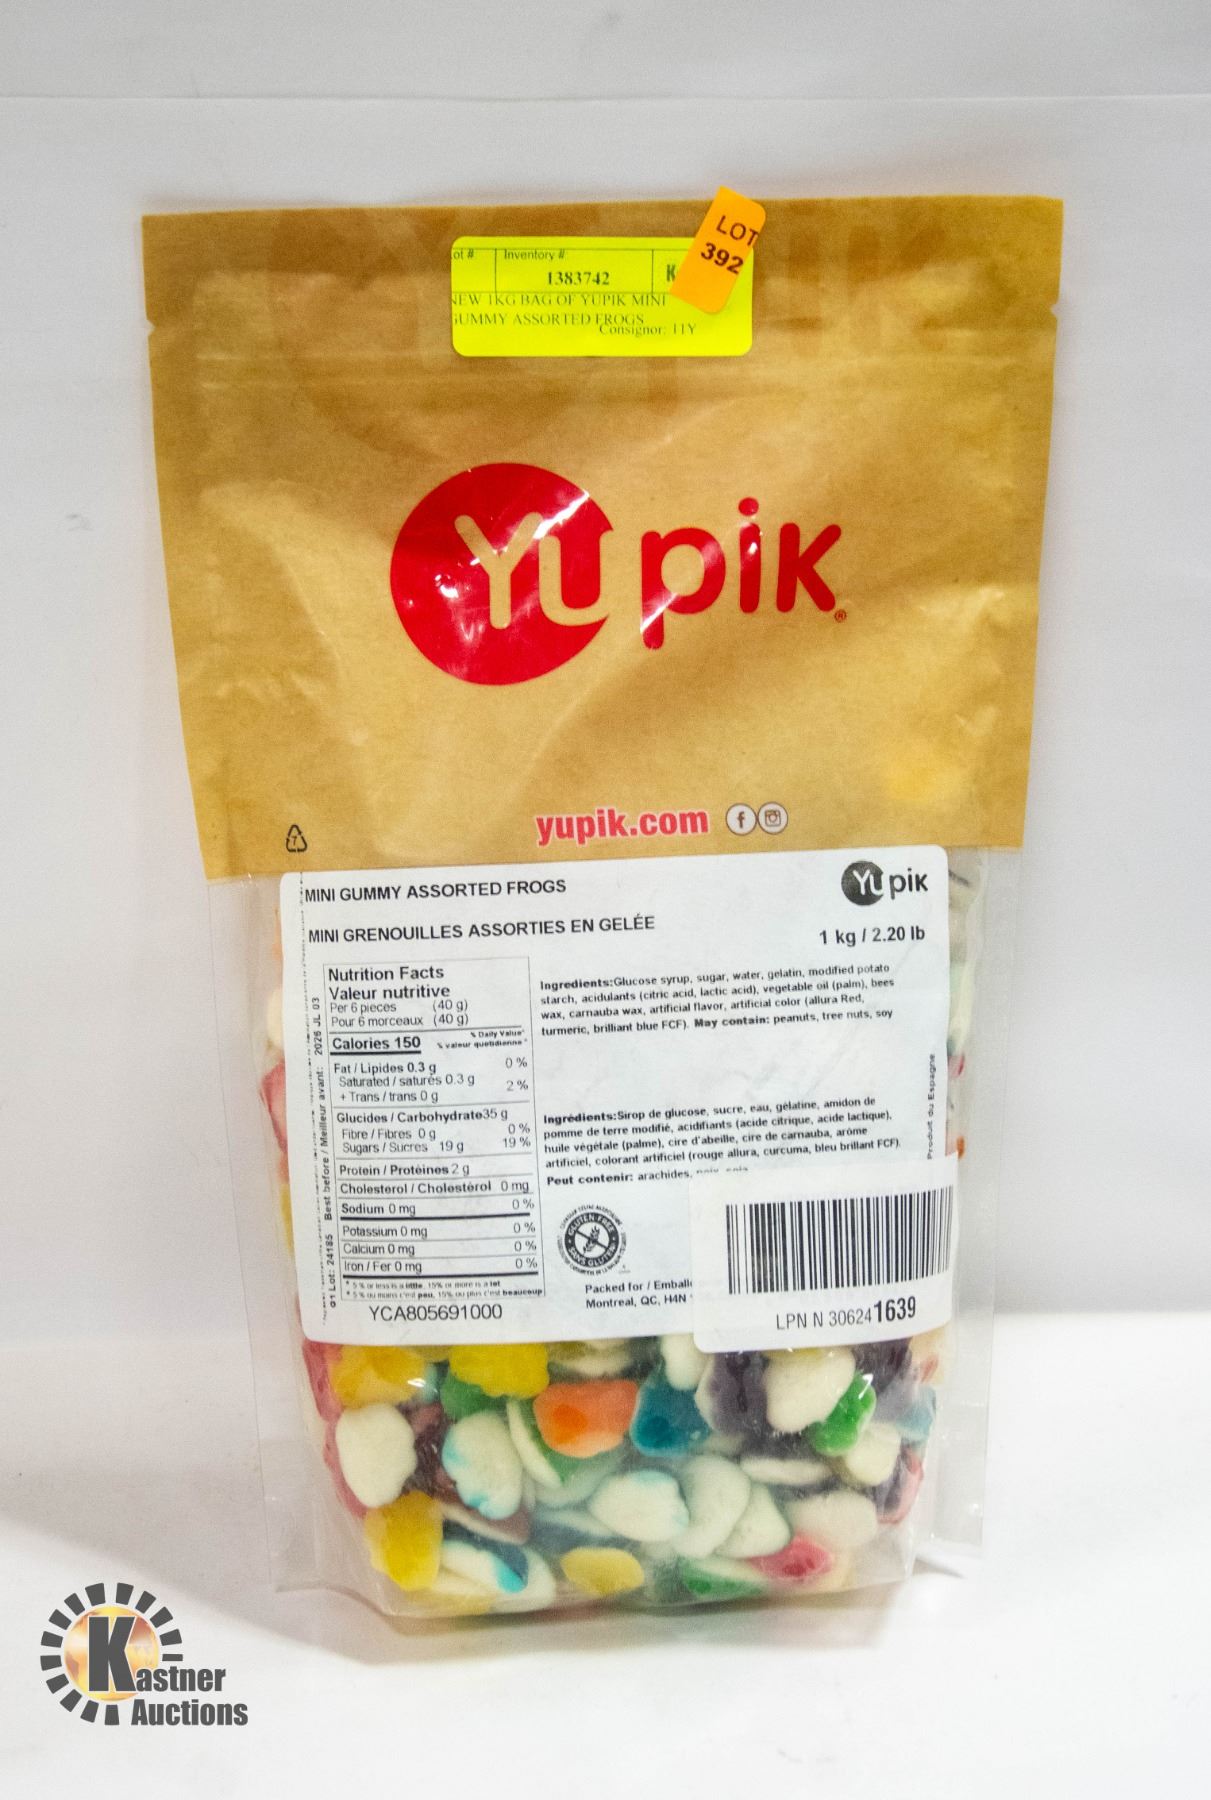 LOT
392
ot #
Inventory #
1383742
K
NEW 1KG BAG OF YUPIK MINI
GUMMY ASSORTED FROGS
Consignor: 11Y
Yupik
yupik.com
7
MINI GUMMY ASSORTED FROGS
MINI GRENOUILLES ASSORTIES EN GELÉE
Yupik
1 kg / 2.20 lb
Nutrition Facts
Valeur nutritive
Per 6 pieces (40 g)
Pour 6 morceaux (40 g)
Calories 150
% Daily Value*
% valeur quotidienne*
Fat / Lipides 0.3 g 0 %
Saturated / saturés 0.3 g
+ Trans / trans 0 g 2 %
Glucides / Carbohydrate35 g
Fibre / Fibres 0 g 0 %
Sugars / Sucres 19 g 19 %
Protein / Protéines 2 g
Cholesterol / Cholestérol 0 mg
Sodium 0 mg 0 %
Potassium 0 mg 0 %
Calcium 0 mg 0 %
Iron / Fer 0 mg 0 %
* 5 % or less is a little, 15% or more is a lot
* 5 % ou moins c'est peu, 15% ou plus c'est beaucoup
YCA805691000
Lot: 24185 Best before / Meilleur avant: 2026 JL 03
Ingredients:Glucose syrup, sugar, water, gelatin, modified potato
starch, acidulants (citric acid, lactic acid), vegetable oil (palm), bees
wax, carnauba wax, artificial flavor, artificial color (allura Red,
turmeric, brilliant blue FCF). May contain: peanuts, tree nuts, soy
Ingrédients:Sirop de glucose, sucre, eau, gélatine, amidon de
pomme de terre modifié, acidifiants (acide citrique, acide lactique),
huile végétale (palme), cire d'abeille, cire de carnauba, arôme
artificiel, colorant artificiel (rouge allura, curcuma, bleu brillant FCF).
Peut contenir: arachides,
Produit du Espagne
GLUTEN FREE
SANS GLUTEN
Packed for / Emballé
Montreal, QC, H4N
LPN N 306241639
Kastner
Auctions